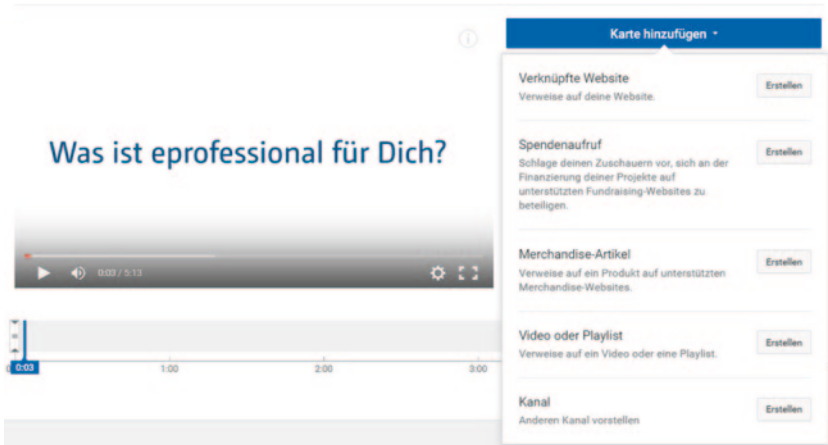 Karte hinzufügen
Was ist eprofessional für Dich?
0:03 / 5:13
0:03
1:00
2:00
3:00
Verknüpfte Website
Verweise auf deine Website.
Erstellen
Spendenaufruf
Schlage deinen Zuschauern vor, sich an der
Finanzierung deiner Projekte auf
unterstützten Fundraising-Websites zu
beteiligen.
Erstellen
Merchandise-Artikel
Verweise auf ein Produkt auf unterstützten
Merchandise-Websites.
Erstellen
Video oder Playlist
Verweise auf ein Video oder eine Playlist.
Erstellen
Kanal
Anderen Kanal vorstellen
Erstellen